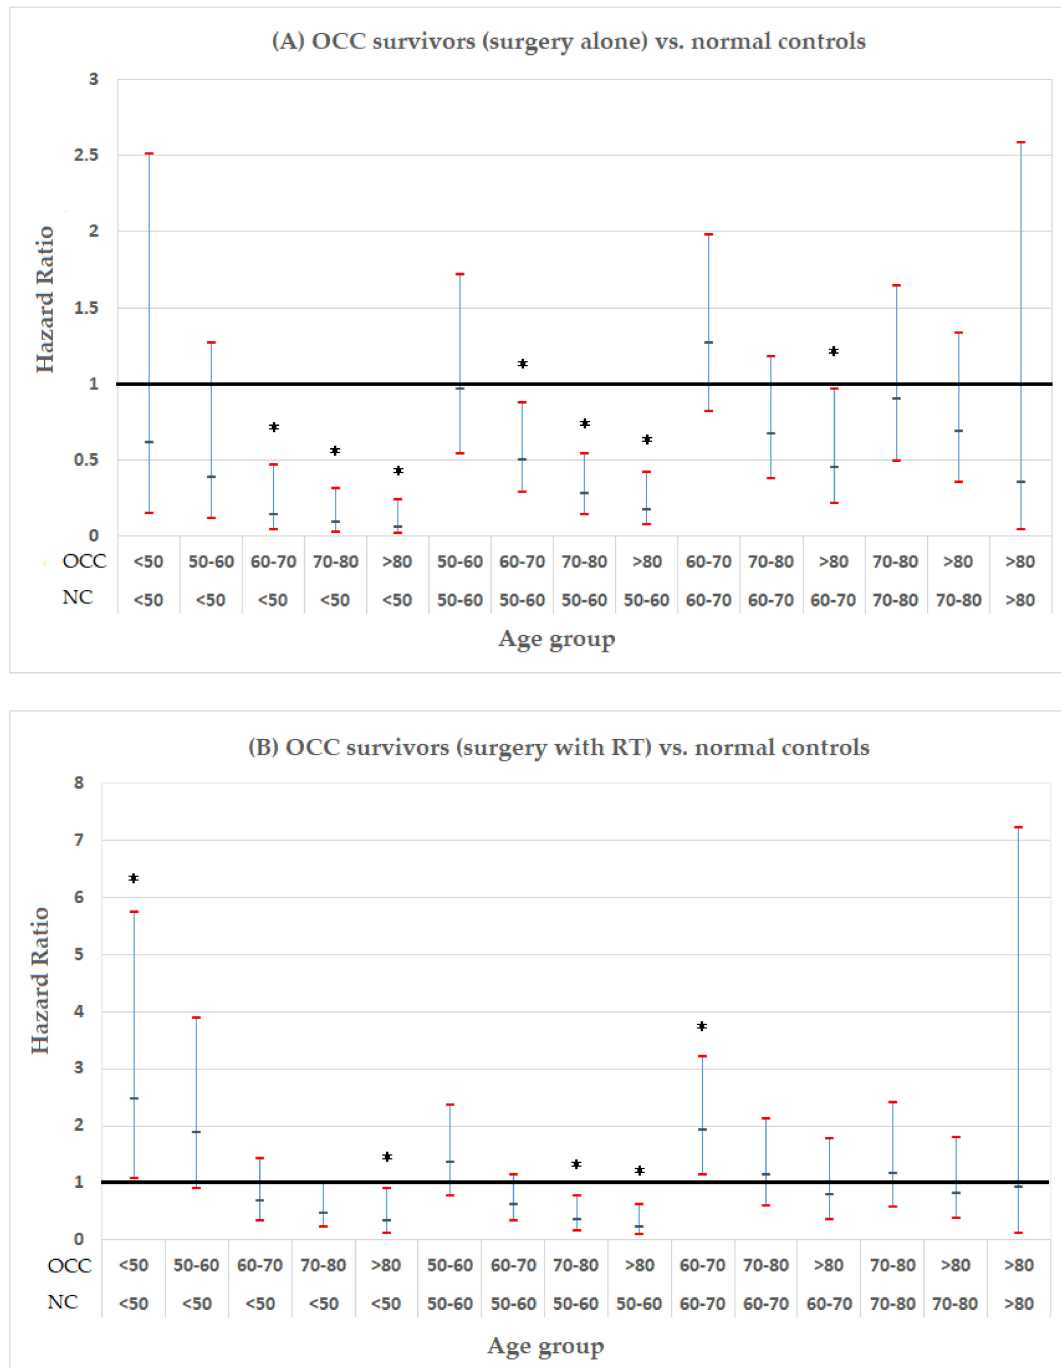 (A) OCC survivors (surgery alone) vs. normal controls
3
2.5
2
1.5
1
0.5
0
Hazard Ratio
* * * * * * *
OCC <50 50-60 60-70 70-80 >80 50-60 60-70 70-80 >80 60-70 70-80 >80 70-80 >80 >80
NC <50 <50 <50 <50 <50 50-60 50-60 50-60 50-60 60-70 60-70 60-70 70-80 70-80 >80
Age group
(B) OCC survivors (surgery with RT) vs. normal controls
8
7
6
5
4
3
2
1
0
Hazard Ratio
* * * * *
OCC <50 50-60 60-70 70-80 >80 50-60 60-70 70-80 >80 60-70 70-80 >80 70-80 >80 >80
NC <50 <50 <50 <50 <50 50-60 50-60 50-60 50-60 60-70 60-70 60-70 70-80 70-80 >80
Age group